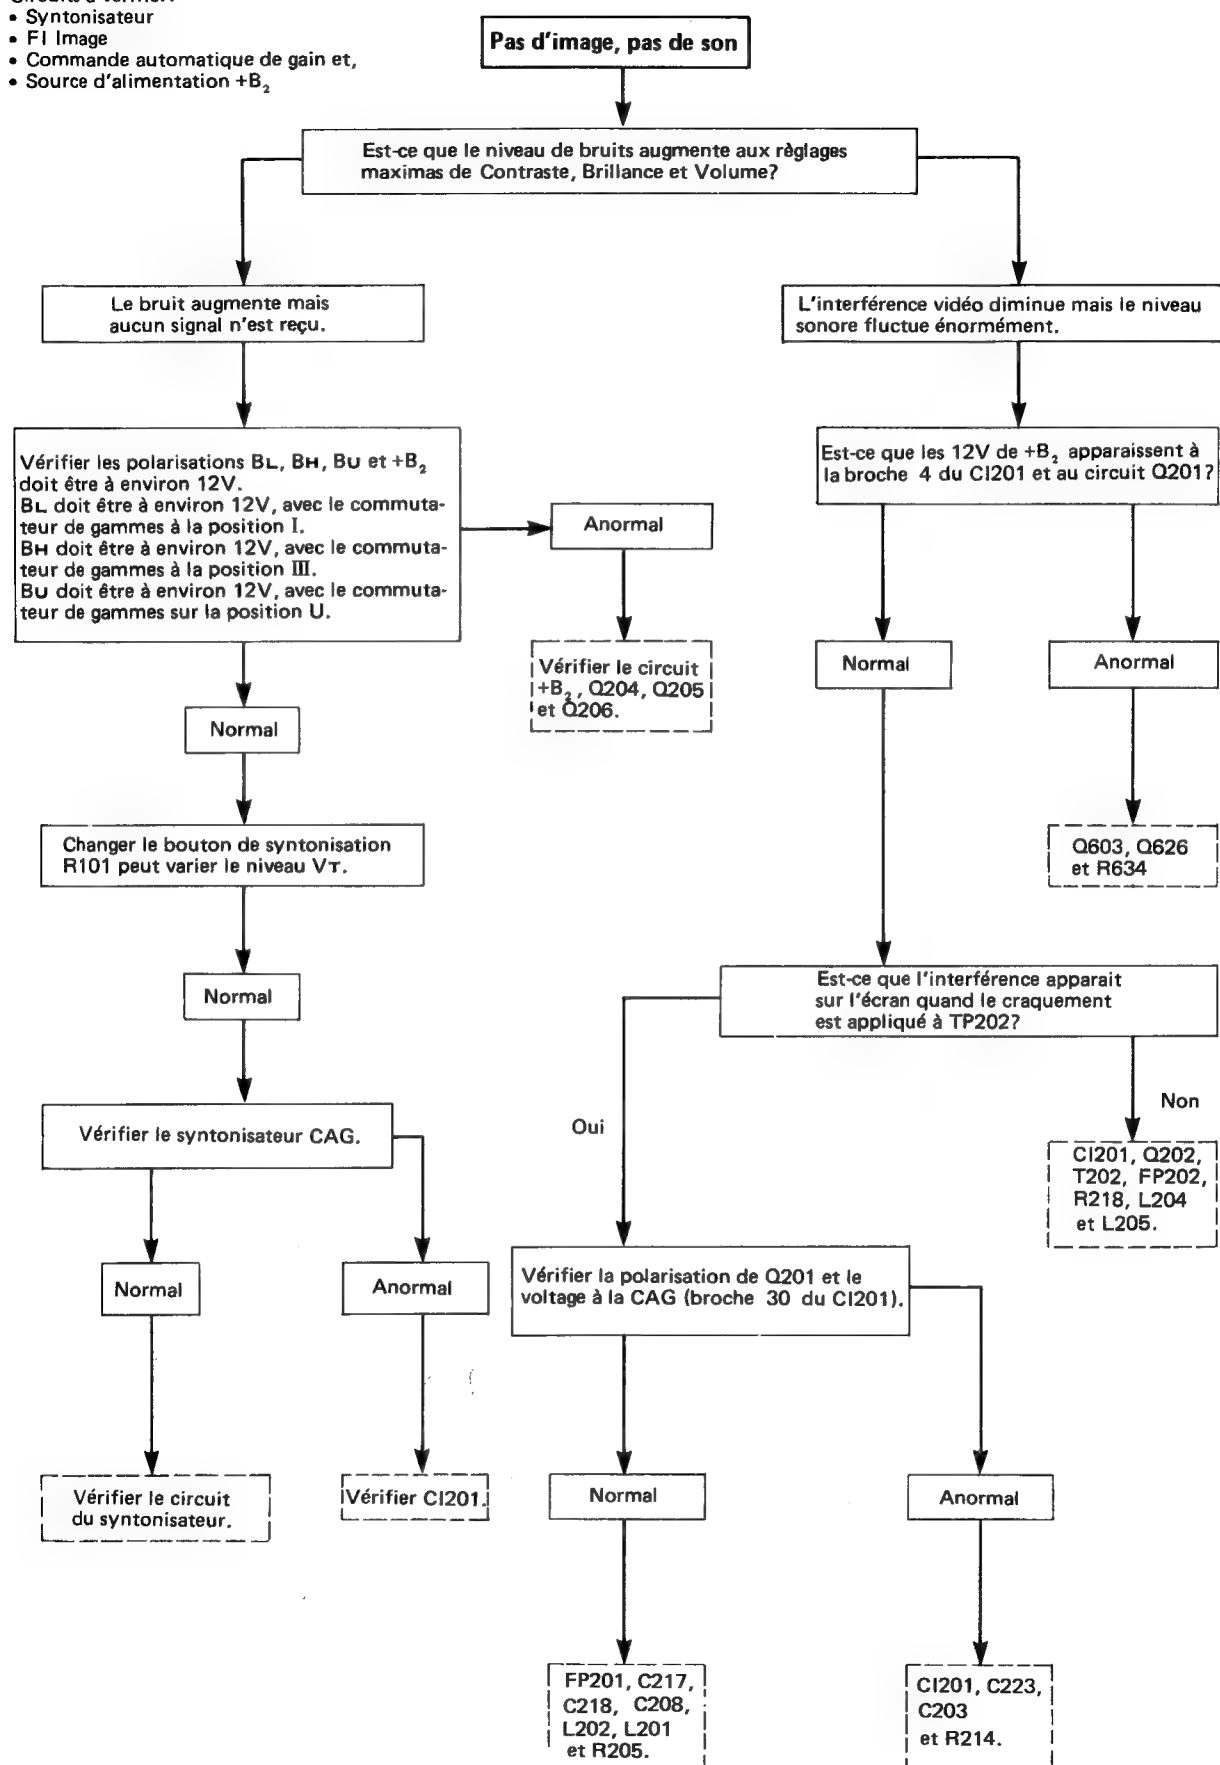 • Syntonisateur
• FI Image
• Commande automatique de gain et,
• Source d'alimentation +B₂
Pas d'image, pas de son
Est-ce que le niveau de bruits augmente aux règlages
maximas de Contraste, Brillance et Volume?
Le bruit augmente mais
aucun signal n'est reçu.
L'interférence vidéo diminue mais le niveau
sonore fluctue énormément.
Vérifier les polarisations BL, BH, BU et +B₂
doit être à environ 12V.
BL doit être à environ 12V, avec le commuta-
teur de gammes à la position I.
BH doit être à environ 12V, avec le commuta-
teur de gammes à la position III.
BU doit être à environ 12V, avec le commuta-
teur de gammes sur la position U.
Anormal
Vérifier le circuit
+B₂, Q204, Q205
et Q206.
Est-ce que les 12V de +B₂ apparaissent à
la broche 4 du CI201 et au circuit Q201?
Normal
Anormal
Q603, Q626
et R634
Normal
Changer le bouton de syntonisation
R101 peut varier le niveau VT.
Normal
Est-ce que l'interférence apparait
sur l'écran quand le craquement
est appliqué à TP202?
Oui
Non
CI201, Q202,
T202, FP202,
R218, L204
et L205.
Vérifier le syntonisateur CAG.
Normal
Anormal
Vérifier le circuit
du syntonisateur.
Vérifier CI201.
Vérifier la polarisation de Q201 et le
voltage à la CAG (broche 30 du CI201).
Normal
Anormal
FP201, C217,
C218, C208,
L202, L201
et R205.
CI201, C223,
C203
et R214.